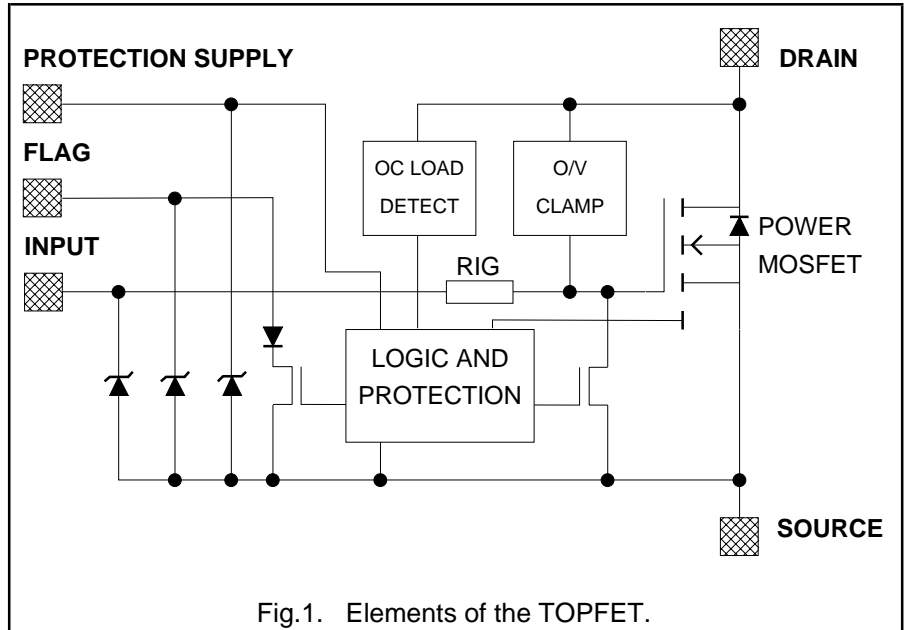 PROTECTION SUPPLY
DRAIN
FLAG
OC LOAD
DETECT
O/V
CLAMP
POWER
MOSFET
INPUT
RIG
LOGIC AND
PROTECTION
SOURCE
Fig.1. Elements of the TOPFET.